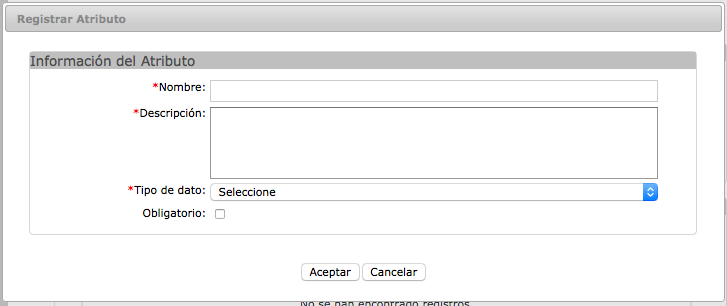 Registrar Atributo
Información del Atributo
*Nombre:
*Descripción:
*Tipo de dato: Seleccione
Obligatorio:
Aceptar Cancelar
No se han encontrado registros